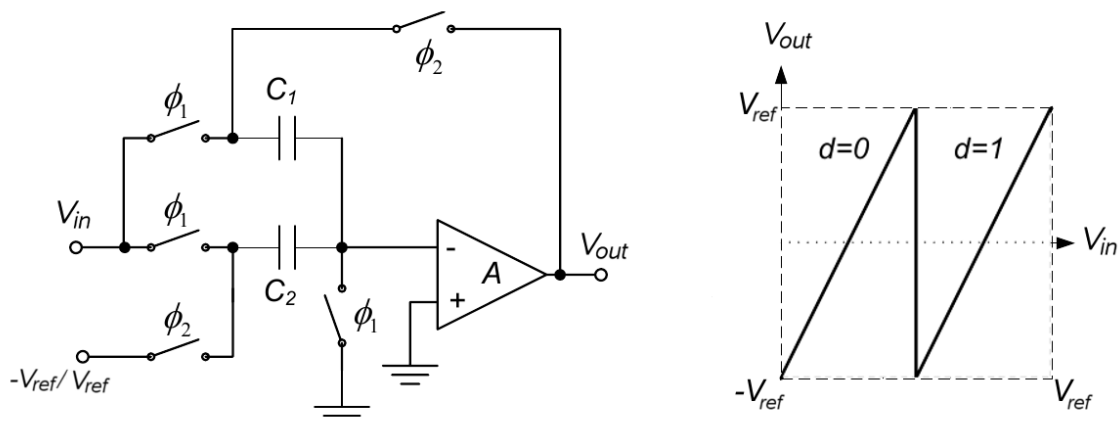 ϕ₂
C₁
ϕ₁
V_in
ϕ₁
C₂
ϕ₂
-V_ref/ V_ref
ϕ₁
-
A
+
V_out
V_out
V_ref
d=0
d=1
V_in
-V_ref
V_ref